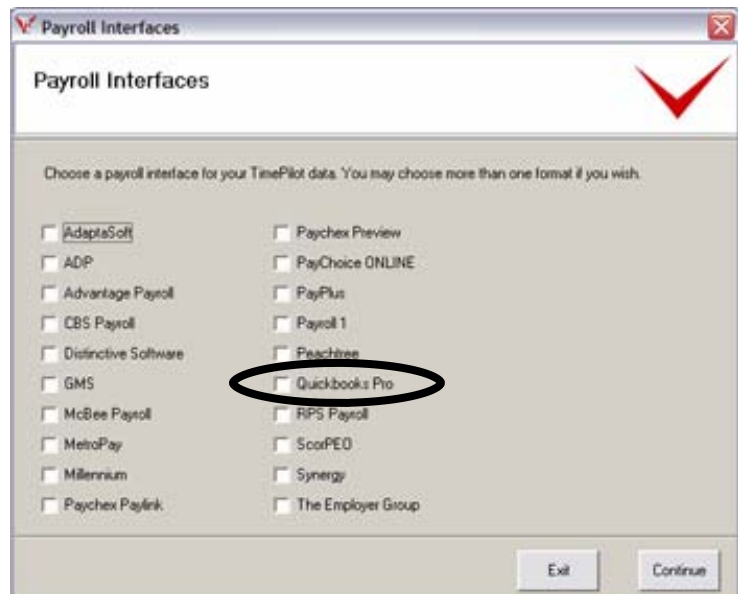 Payroll Interfaces
Payroll Interfaces
Choose a payroll interface for your TimePilot data. You may choose more than one format if you wish.
AdaptaSoft
ADP
Advantage Payroll
CBS Payroll
Distinctive Software
GMS
McBee Payroll
MetroPay
Millennium
Paychex Paylink
Paychex Preview
PayChoice ONLINE
PayPlus
Payroll 1
Peachtree
Quickbooks Pro
RPS Payroll
ScorPEO
Synergy
The Employer Group
Exit
Continue